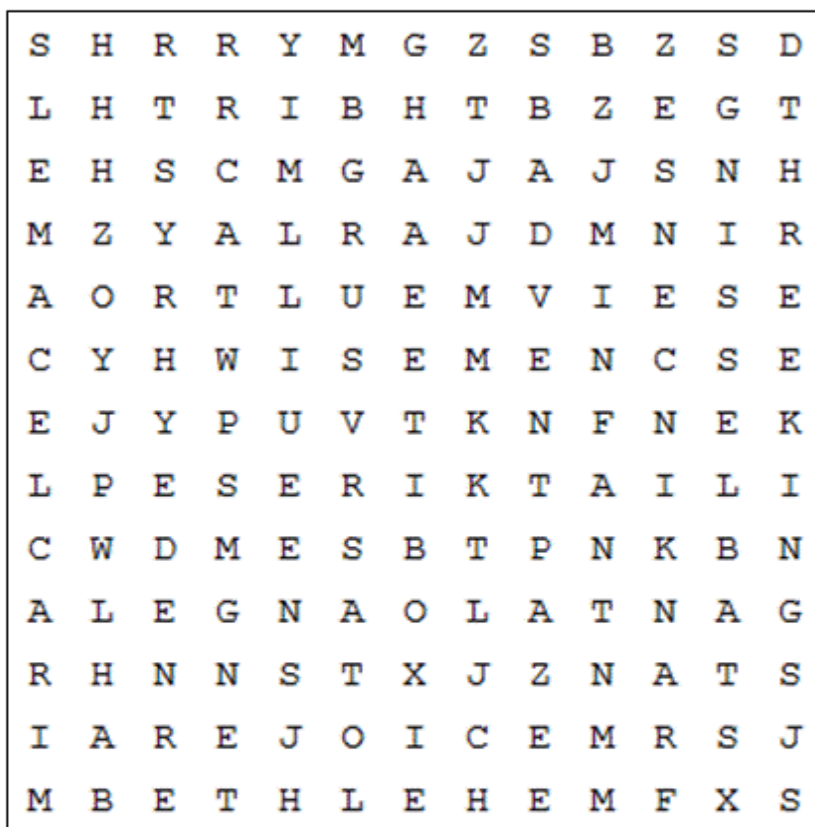 S H R R Y M G Z S B Z S D
L H T R I B H T B Z E G T
E H S C M G A J A J S N H
M Z Y A L R A J D M N I R
A O R T L U E M V I E S E
C Y H W I S E M E N C S E
E J Y P U V T K N F N E K
L P E S E R I K T A I L I
C W D M E S B T P N K B N
A L E G N A O L A T N A G
R H N N S T X J Z N A T S
I A R E J O I C E M R S J
M B E T H L E H E M F X S